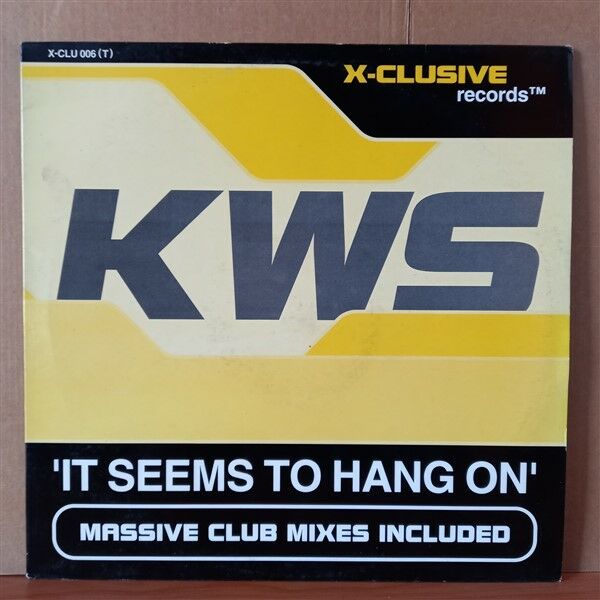 X-CLU 006 (T)
X-CLUSIVE
records™
KWS
'IT SEEMS TO HANG ON'
MASSIVE CLUB MIXES INCLUDED